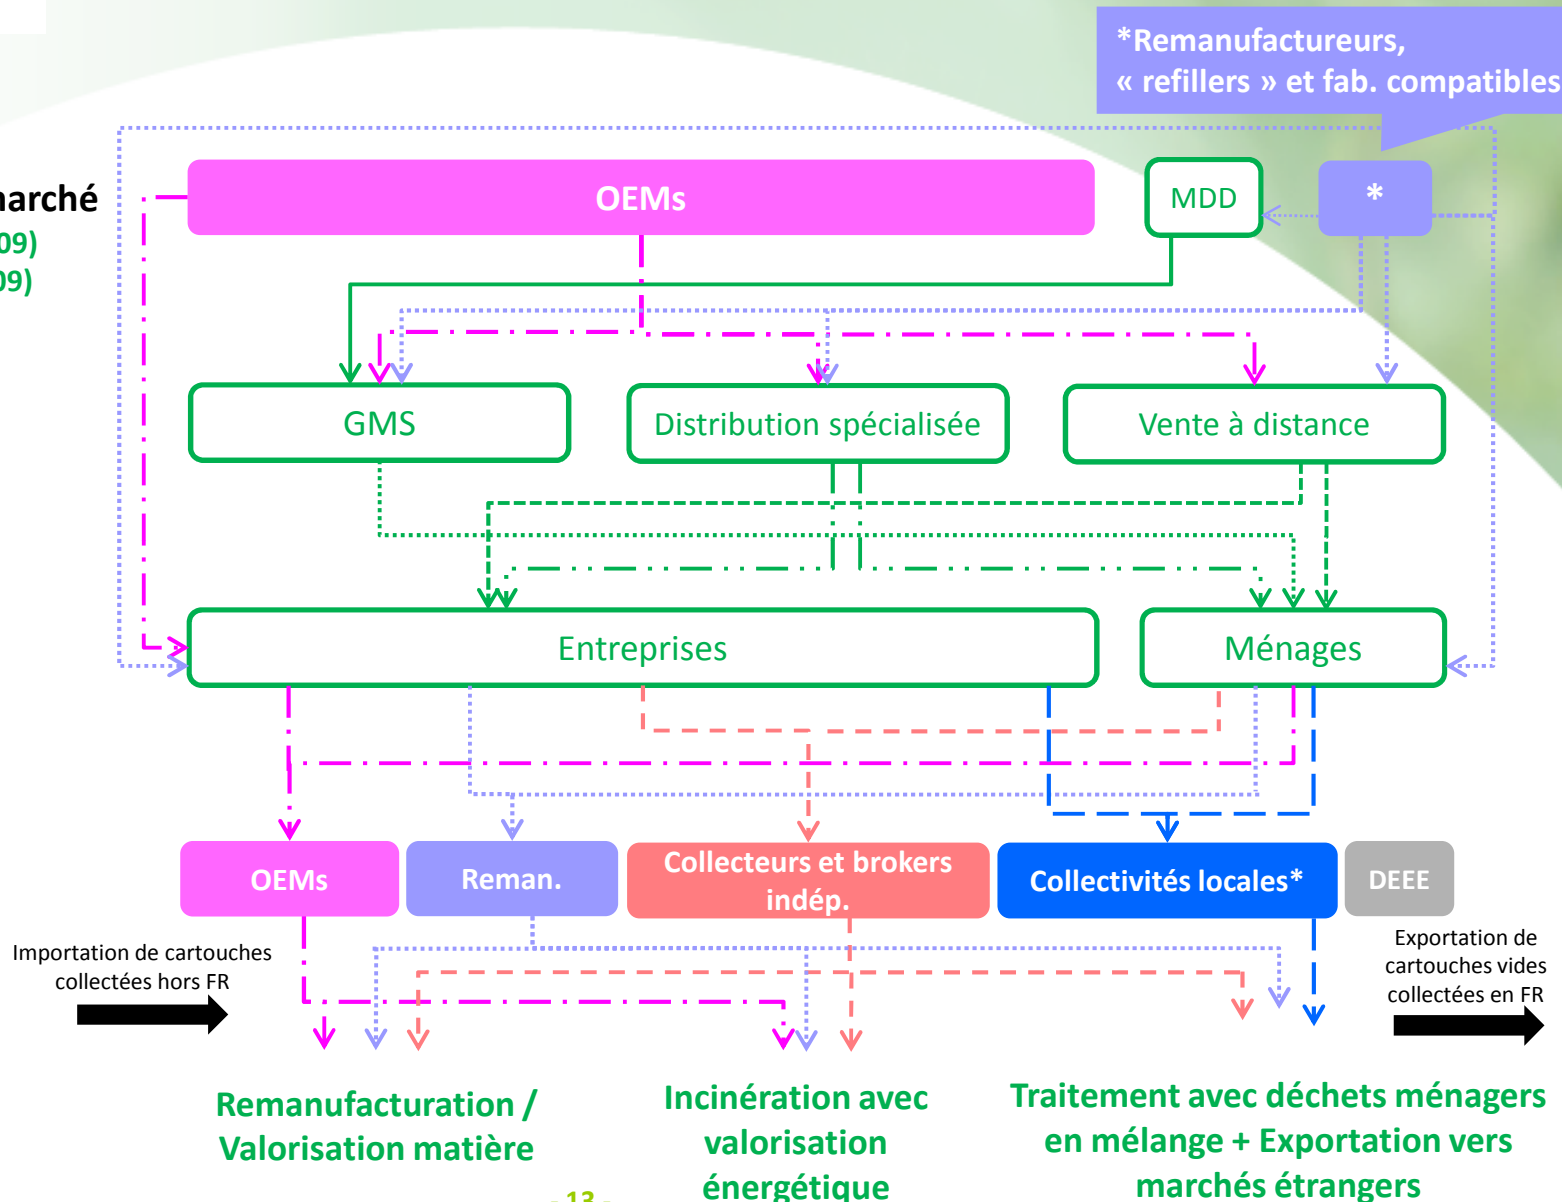 *Remanufactureurs,
« refillers » et fab. compatibles
OEMs
MDD
*
09)
09)
GMS
Distribution spécialisée
Vente à distance
Entreprises
Ménages
OEMs
Reman.
Collecteurs et brokers
indép.
Collectivités locales*
DEEE
Importation de cartouches
collectées hors FR
Exportation de
cartouches vides
collectées en FR
Remanufacturation /
Valorisation matière
Incinération avec
valorisation
énergétique
Traitement avec déchets ménagers
en mélange + Exportation vers
marchés étrangers
- 13 -